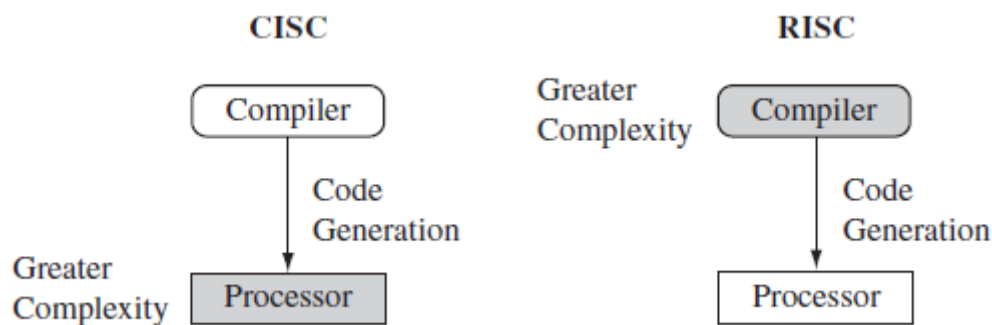 CISC
Compiler
Code
Generation
Greater
Complexity
Processor
RISC
Greater
Complexity
Compiler
Code
Generation
Processor